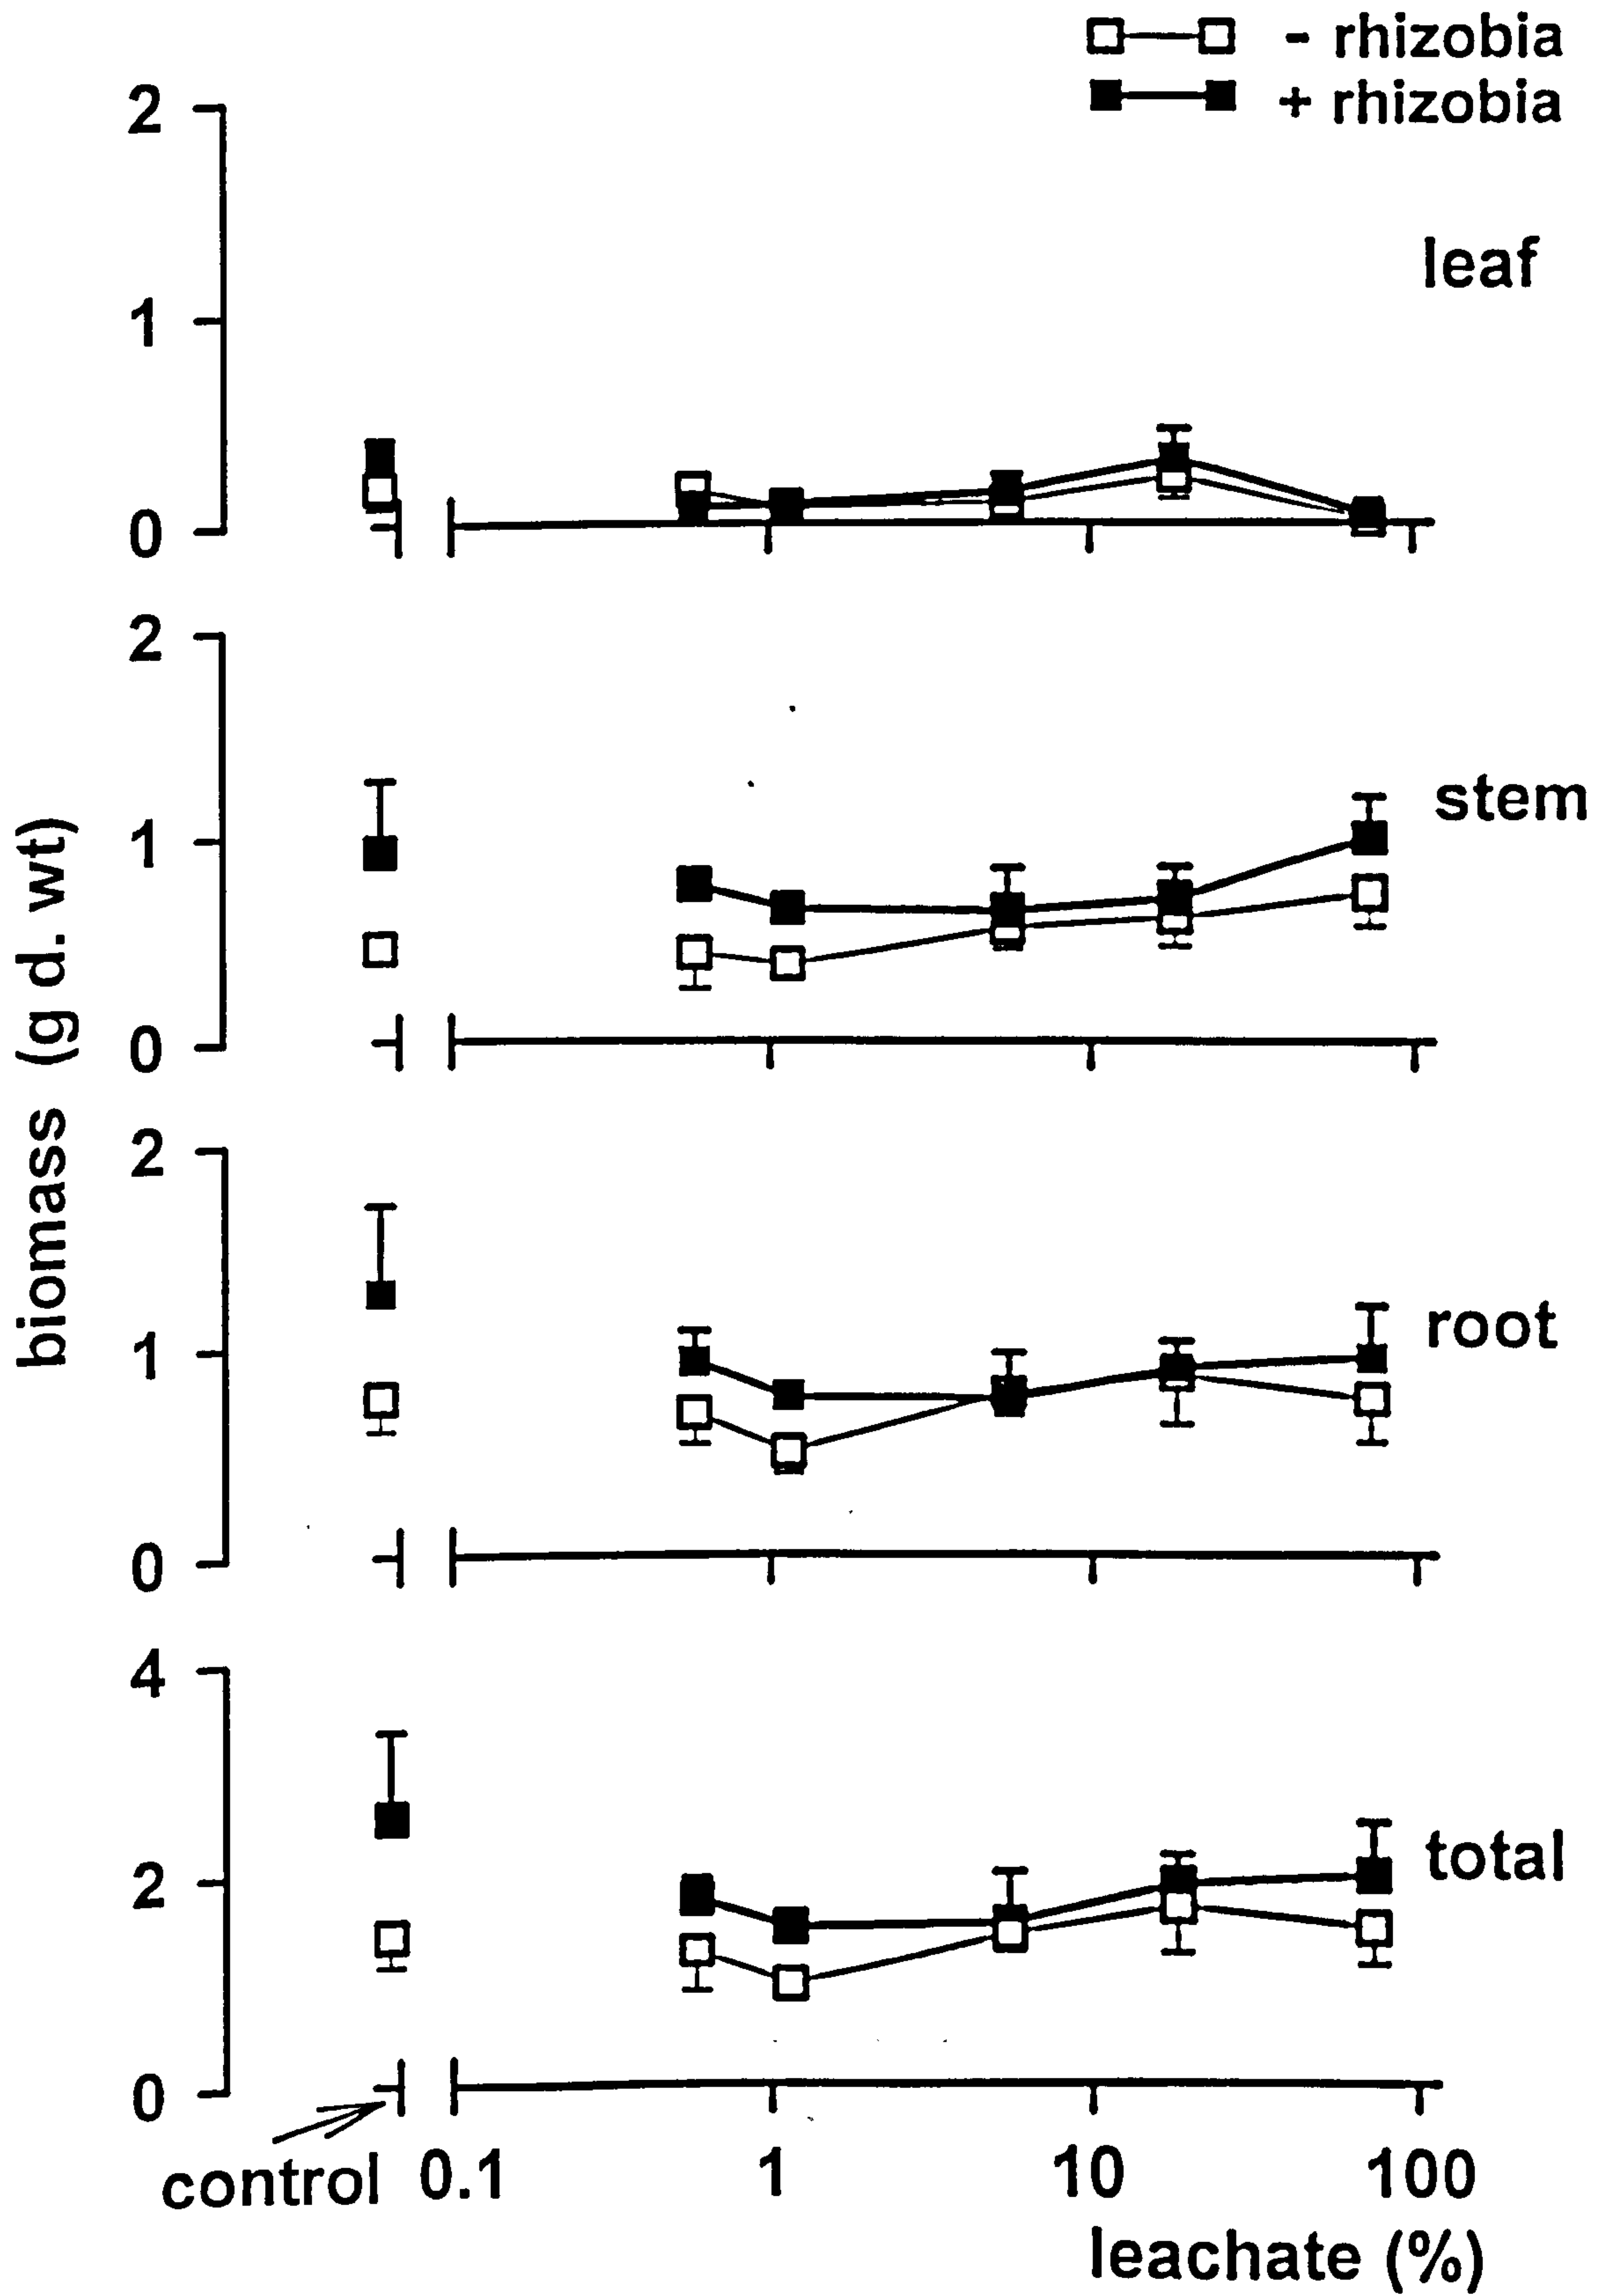 - rhizobia
+ rhizobia
2
1
0
leaf
2
1
0
stem
biomass (g d. wt)
2
1
0
root
4
2
0
total
control
0.1 1 10 100
leachate (%)